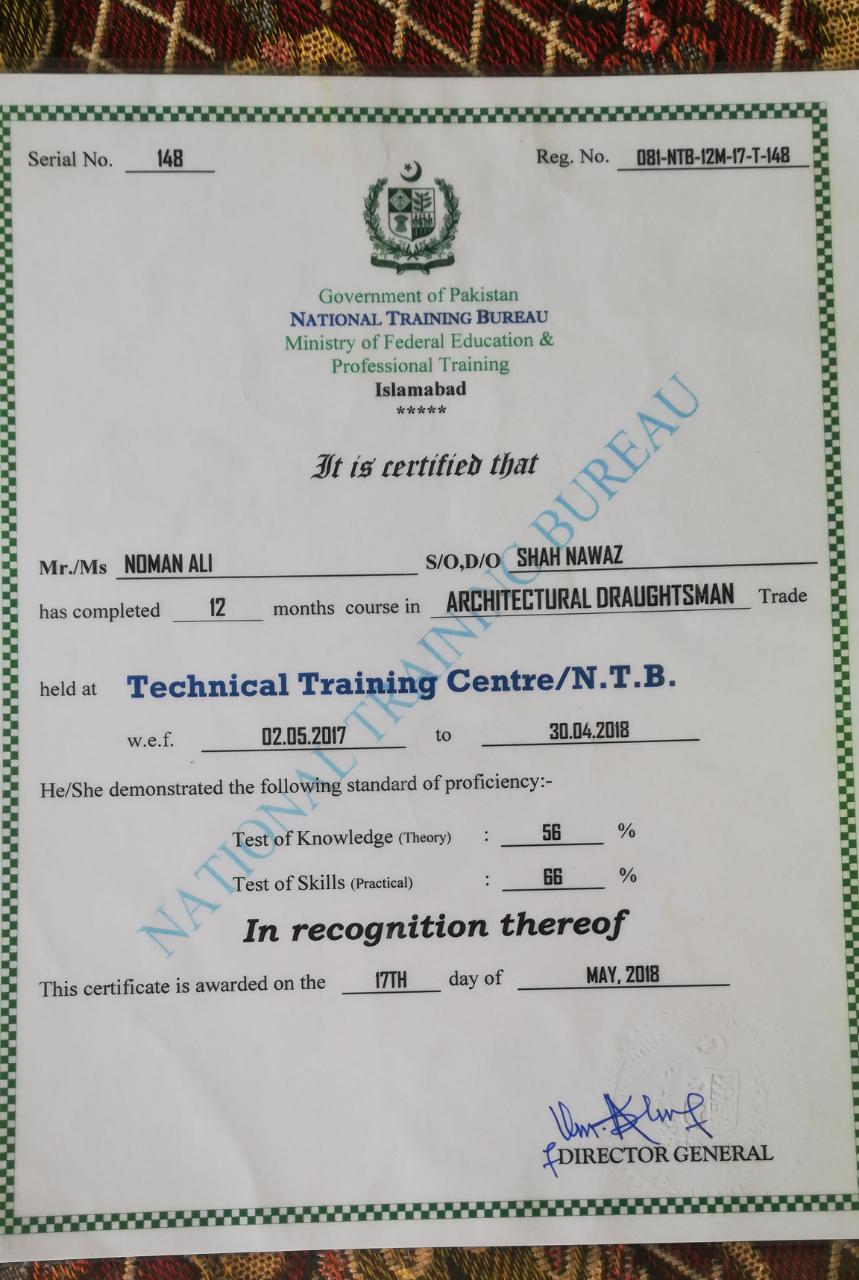 Serial No. 148 Reg. No. 081-NTB-12M-17-T-148
Government of Pakistan
NATIONAL TRAINING BUREAU
Ministry of Federal Education &
Professional Training
Islamabad
*****
It is certified that
Mr./Ms NOMAN ALI S/O,D/O SHAH NAWAZ
has completed 12 months course in ARCHITECTURAL DRAUGHTSMAN Trade
held at Technical Training Centre/N.T.B.
w.e.f. 02.05.2017 to 30.04.2018
He/She demonstrated the following standard of proficiency:-
Test of Knowledge (Theory) : 56 %
Test of Skills (Practical) : 66 %
In recognition thereof
This certificate is awarded on the 17TH day of MAY, 2018
DIRECTOR GENERAL
NATIONAL TRAINING BUREAU